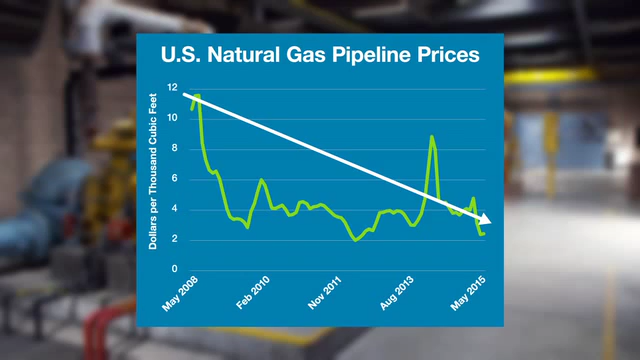 U.S. Natural Gas Pipeline Prices
Dollars per Thousand Cubic Feet
12
10
8
6
4
2
0
May 2008
Feb 2010
Nov 2011
Aug 2013
May 2015